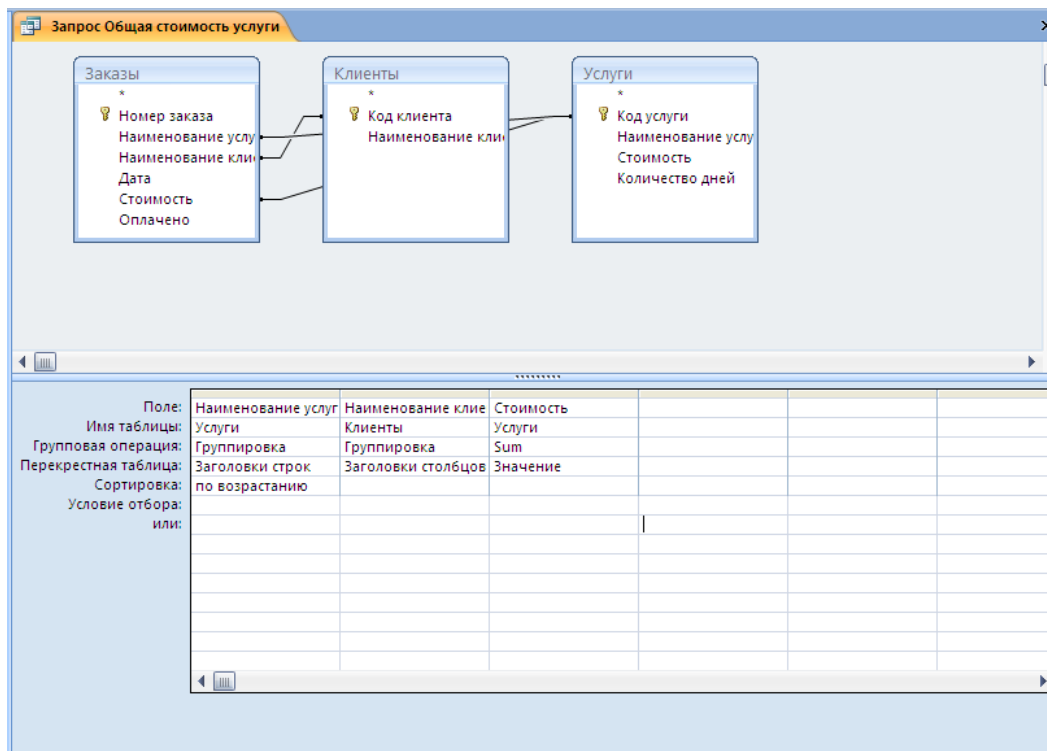 Запрос Общая стоимость услуги
Заказы
*
Номер заказа
Наименование услу
Наименование кли
Дата
Стоимость
Оплачено
Клиенты
*
Код клиента
Наименование кли
Услуги
*
Код услуги
Наименование услу
Стоимость
Количество дней
Поле: Наименование услуг Наименование клие Стоимость
Имя таблицы: Услуги Клиенты Услуги
Групповая операция: Группировка Группировка Sum
Перекрестная таблица: Заголовки строк Заголовки столбцов Значение
Сортировка: по возрастанию
Условие отбора:
или: